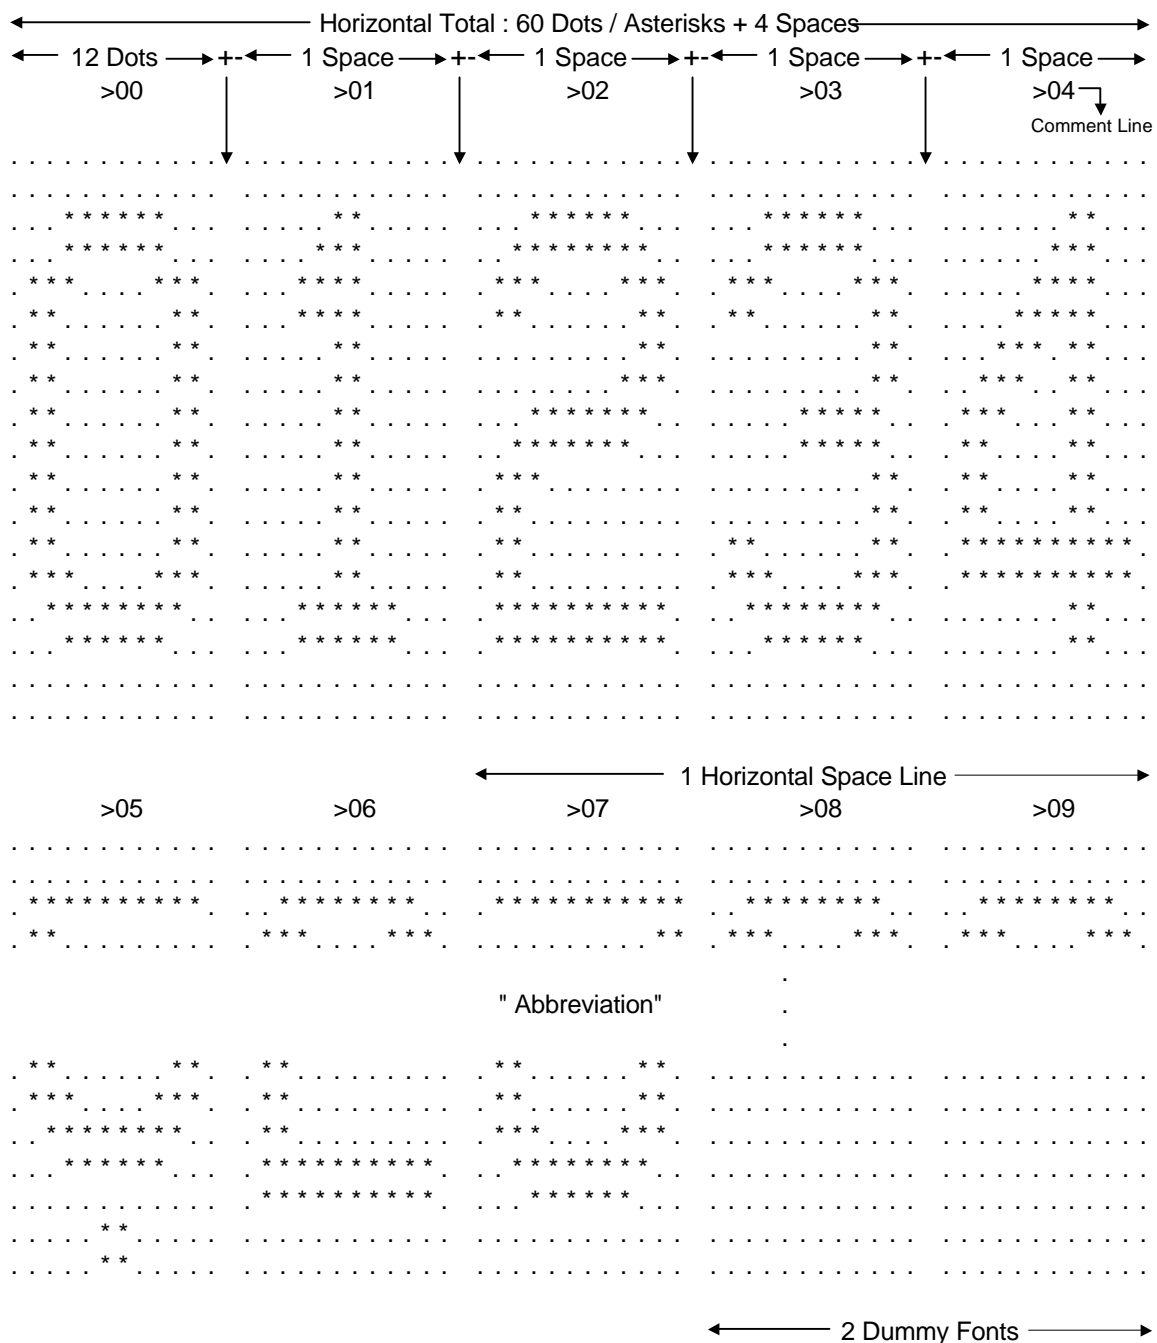 Horizontal Total : 60 Dots / Asterisks + 4 Spaces
12 Dots +- 1 Space +- 1 Space +- 1 Space +- 1 Space
>00 >01 >02 >03 >04
Comment Line
............ ............ ............ ............ ............
............ ............ ............ ............ ............
...******... .....**..... ...******... ...******... .......**...
...******... ....***..... ..********.. ...******... ......***...
.***....***. ...****..... .***....***. .***....***. .....****...
.**......**. ...****..... .**......**. .**......**. ....*****...
.**......**. .....**..... .........**. .........**. ...***.**...
.**......**. .....**..... ........***. .........**. ..***..**...
.**......**. .....**..... ...*******.. .....*****.. .***...**...
.**......**. .....**..... ..*******... .....*****.. .**....**...
.**......**. .....**..... .***........ .........**. .**....**...
.**......**. .....**..... .**......... .........**. .**....**...
.**......**. .....**..... .**......... .**......**. .**********.
.***....***. .....**..... .**......... .***....***. .**********.
..********.. ...******... .**********. ..********.. .......**...
...******... ...******... .**********. ...******... .......**...
............ ............ ............ ............ ............
............ ............ ............ ............ ............
1 Horizontal Space Line
>05 >06 >07 >08 >09
............ ............ ............ ............ ............
............ ............ ............ ............ ............
.**********. ..********.. .*********** ..********.. ..********..
.**......... .***....***. ..........** .***....***. .***....***.
.
" Abbreviation" .
.
.**......**. .**......... .**......**. ............ ............
.***....***. .**......... .**......**. ............ ............
..********.. .**......... .***....***. ............ ............
...******... .**********. ..********.. ............ ............
............ .**********. ...******... ............ ............
.....**..... ............ ............ ............ ............
.....**..... ............ ............ ............ ............
2 Dummy Fonts